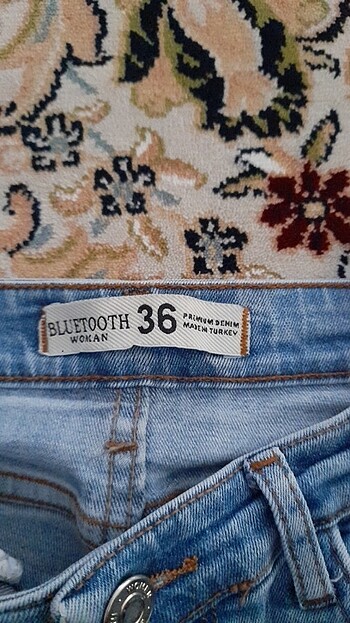 BLUETOOTH
WOMAN
36
PREMIUM DENIM
MADE IN TURKEY